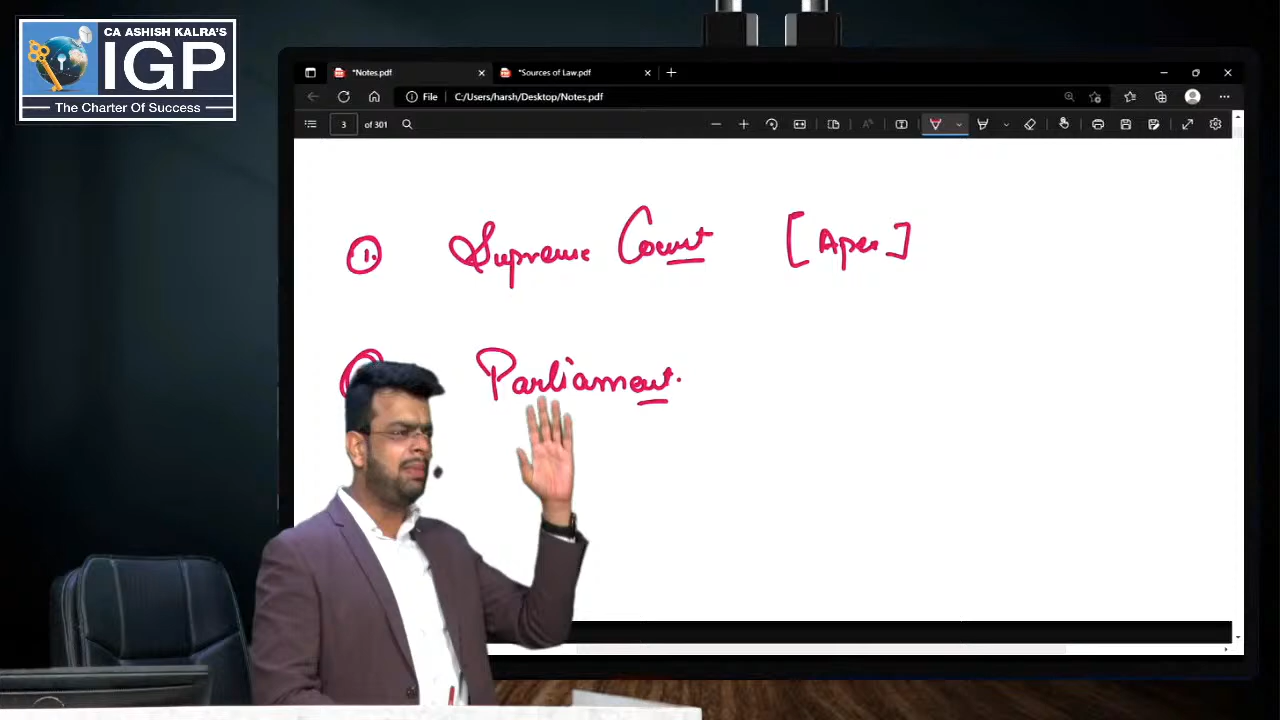 CA ASHISH KALRA'S
IGP
The Charter Of Success
*Notes.pdf
*Sources of Law.pdf
File
C:/Users/harsh/Desktop/Notes.pdf
3 of 301
1. Supreme Court [Apex]
Parliament.